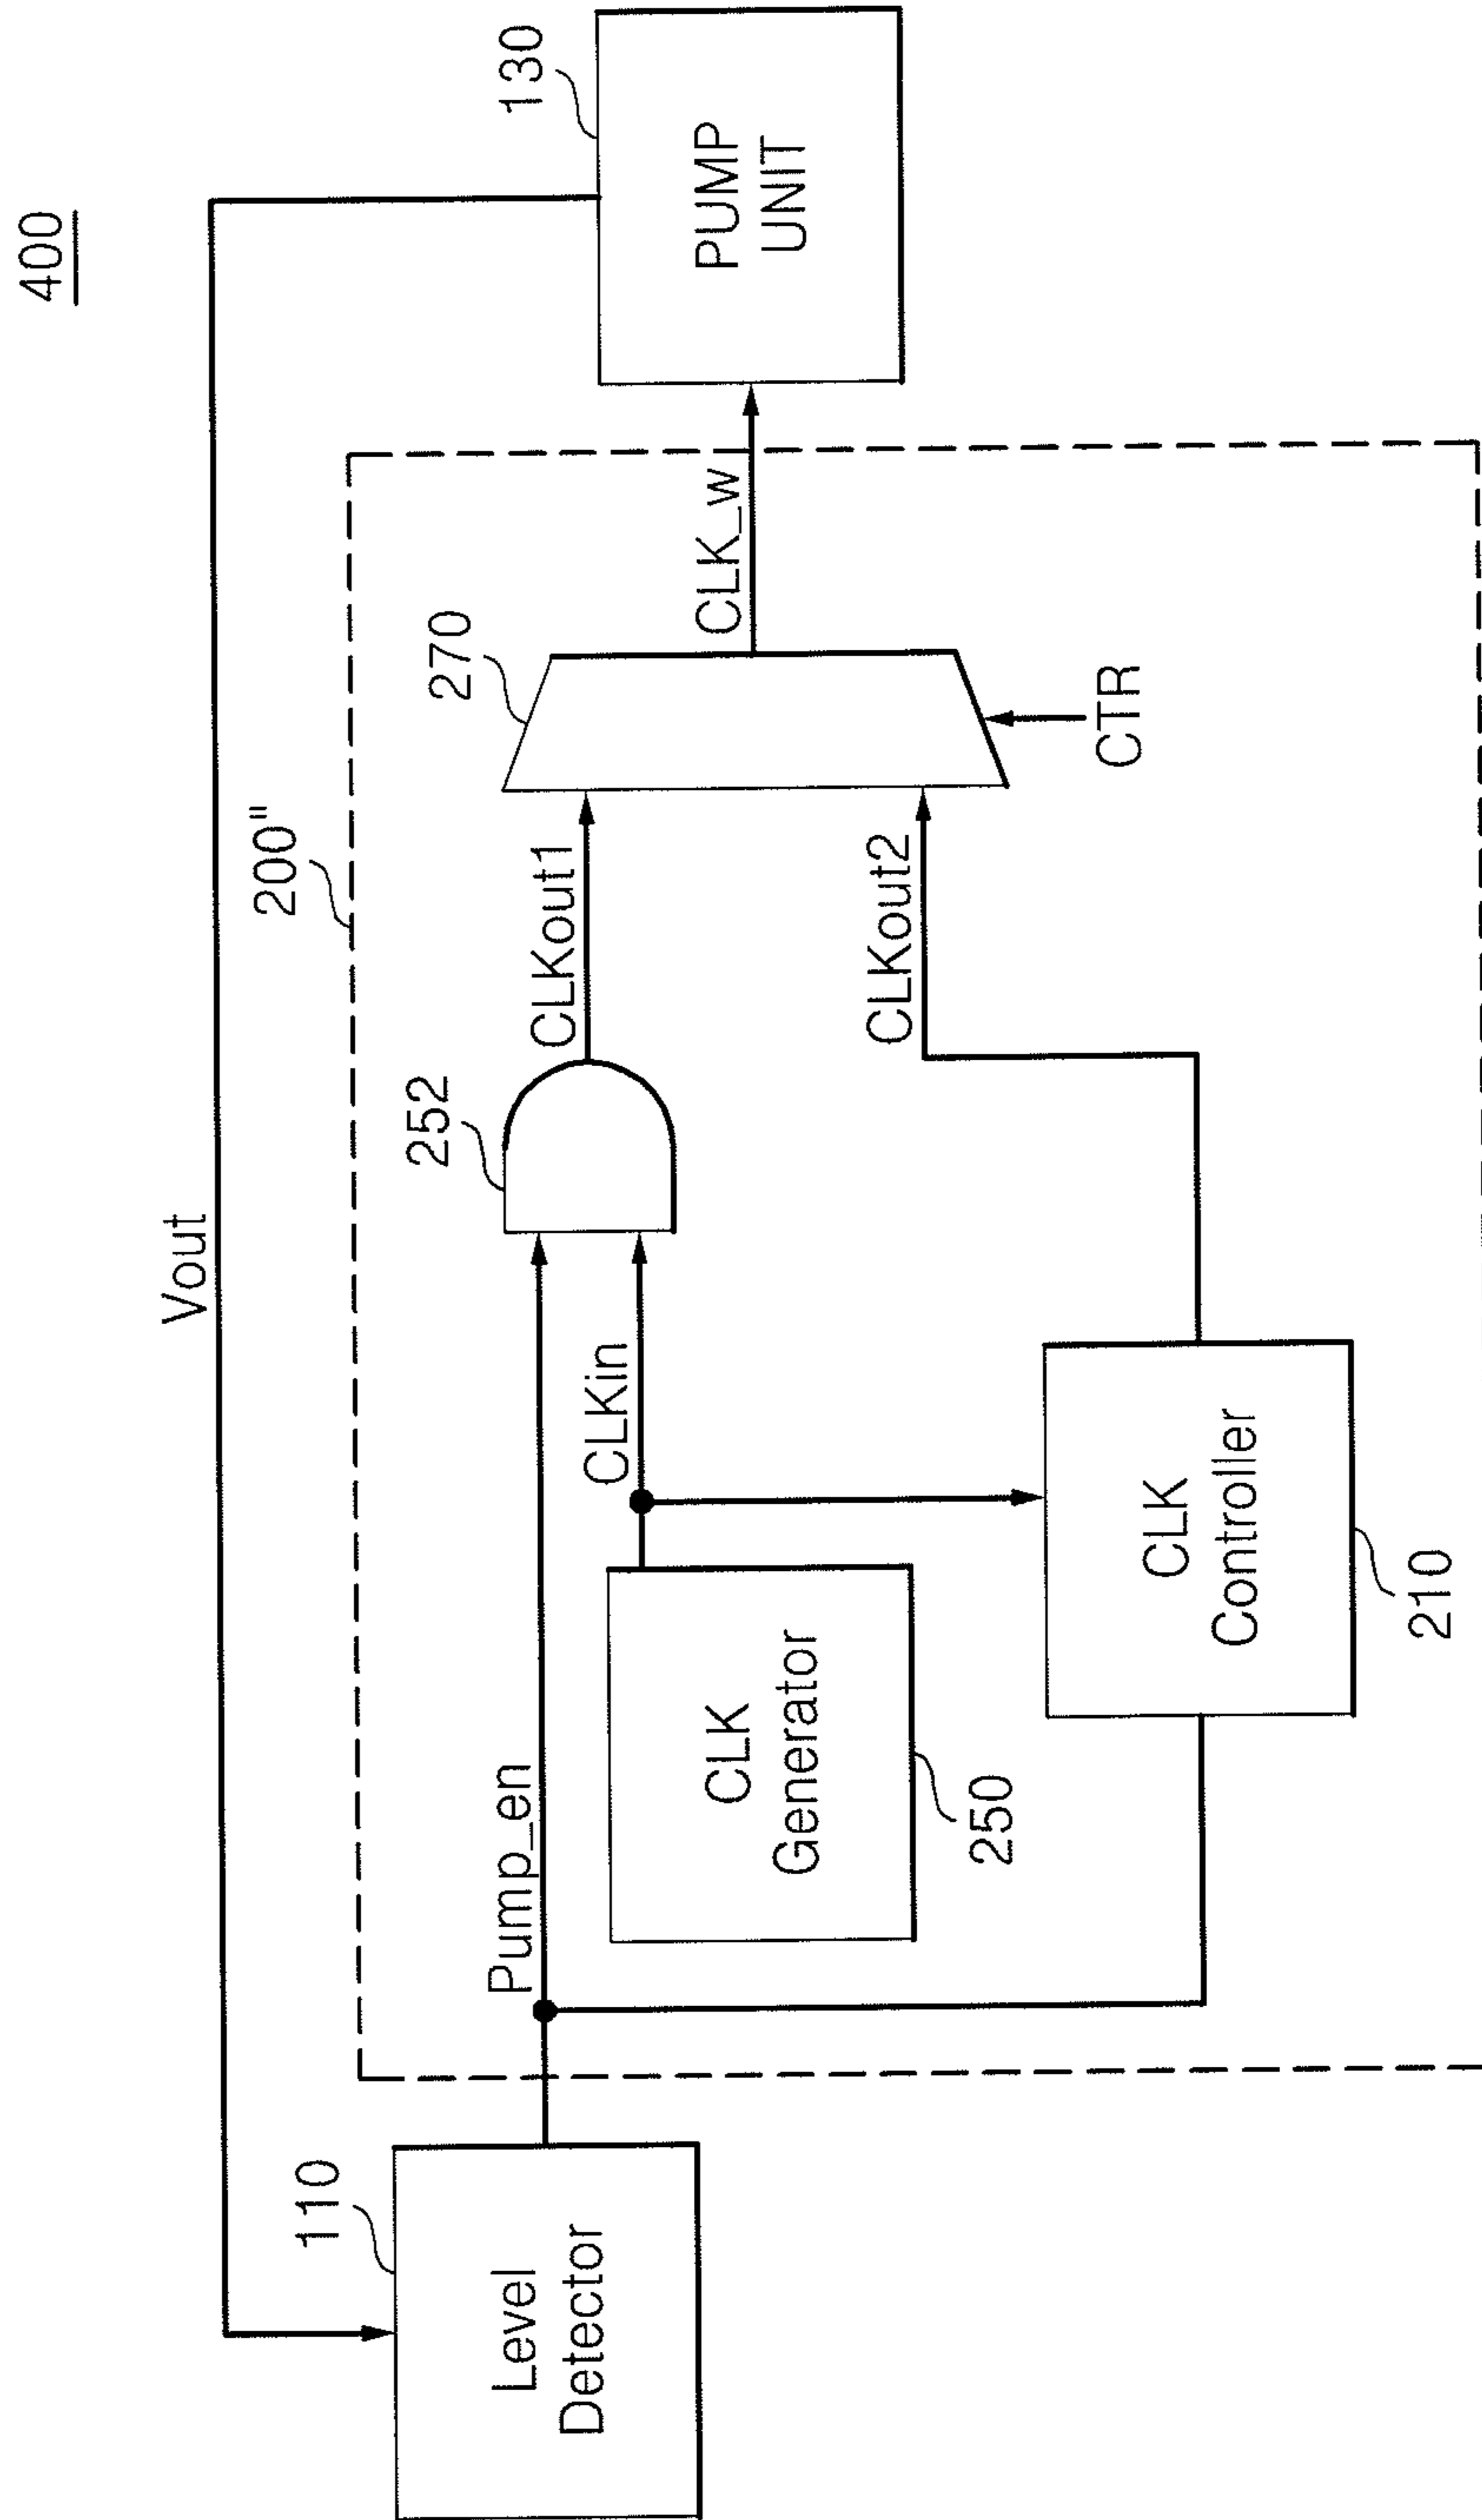 400
Vout
200"
110
Level
Detector
Pump_en
CLK
Generator
250
CLKin
252
CLKout1
CLK
Controller
210
CLKout2
270
CTR
CLK_w
130
PUMP
UNIT